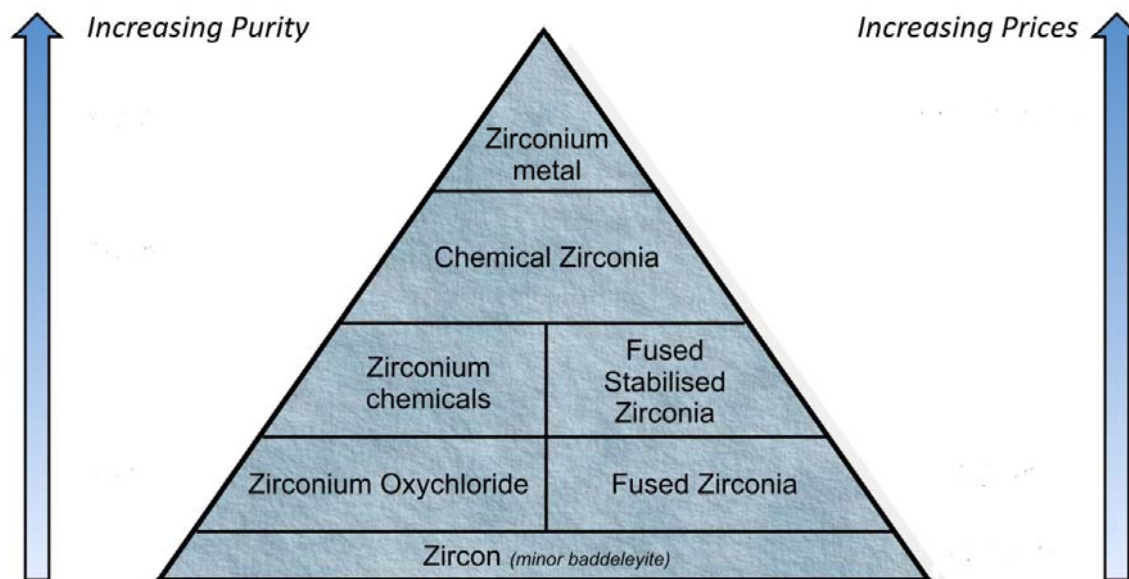 Increasing Purity
Increasing Prices
Zirconium
metal
Chemical Zirconia
Zirconium
chemicals
Fused
Stabilised
Zirconia
Zirconium Oxychloride
Fused Zirconia
Zircon (minor baddeleyite)